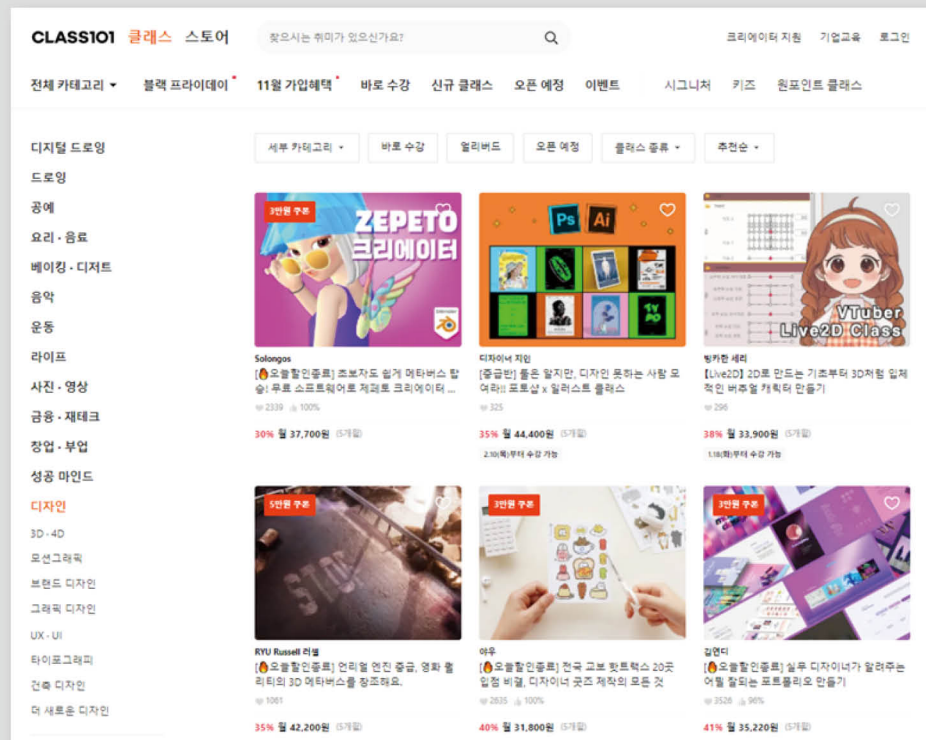 CLASS101 클래스 스토어 찾으시는 취미가 있으신가요? 크리에이터 지원 기업교육 로그인
전체 카테고리 블랙 프라이데이 11월 가입혜택 바로 수강 신규 클래스 오픈 예정 이벤트 시그니처 키즈 원포인트 클래스
디지털 드로잉
드로잉
공예
요리 · 음료
베이킹 · 디저트
음악
운동
라이프
사진 · 영상
금융 · 재테크
창업 · 부업
성공 마인드
디자인
3D · 4D
모션그래픽
브랜드 디자인
그래픽 디자인
UX · UI
타이포그래피
건축 디자인
더 새로운 디자인
세부 카테고리 바로 수강 얼리버드 오픈 예정 클래스 종류 추천순
3만원 쿠폰
ZEPETO
크리에이터
Solongos
[🔥오늘할인종료] 초보자도 쉽게 메타버스 탑
승! 무료 소프트웨어로 제페토 크리에이터 ...
2339 100%
30% 월 37,700원 (5개월)
Ps Ai
디자이너 지인
[중급반] 툴은 알지만, 디자인 못하는 사람 모
여라!! 포토샵 x 일러스트 클래스
325
35% 월 44,400원 (5개월)
2.10(목)부터 수강 가능
VTuber
Live2D Class
빙카한 세리
【Live2D】 2D로 만드는 기초부터 3D처럼 입체
적인 버추얼 캐릭터 만들기
296
38% 월 33,900원 (5개월)
1.18(화)부터 수강 가능
5만원 쿠폰
RYU Russell 러셀
[🔥오늘할인종료] 언리얼 엔진 중급, 영화 퀄
리티의 3D 메타버스를 창조해요.
1061
35% 월 42,200원 (5개월)
3만원 쿠폰
야우
[🔥오늘할인종료] 전국 교보 핫트랙스 20곳
입점 비결, 디자이너 굿즈 제작의 모든 것
2635 100%
40% 월 31,800원 (5개월)
3만원 쿠폰
김연디
[🔥오늘할인종료] 실무 디자이너가 알려주는
어필 잘되는 포트폴리오 만들기
3526 98%
41% 월 35,220원 (5개월)